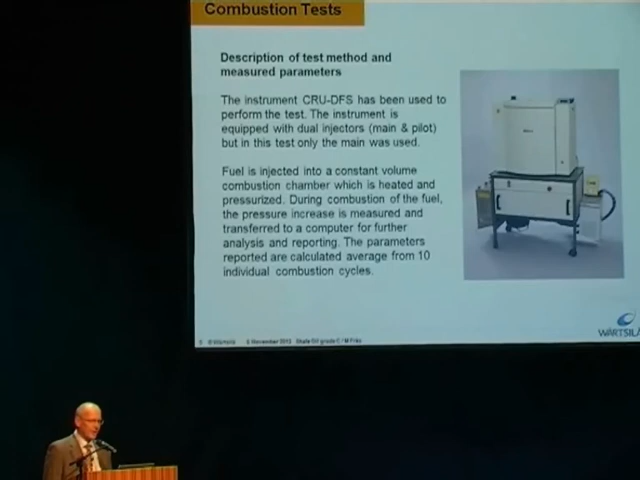 Combustion Tests
Description of test method and
measured parameters
The instrument CRU-DFS has been used to
perform the test. The instrument is
equipped with dual injectors (main & pilot)
but in this test only the main was used.
Fuel is injected into a constant volume
combustion chamber which is heated and
pressurized. During combustion of the fuel,
the pressure increase is measured and
transferred to a computer for further
analysis and reporting. The parameters
reported are calculated average from 10
individual combustion cycles.
WÄRTSILÄ
© Wärtsilä